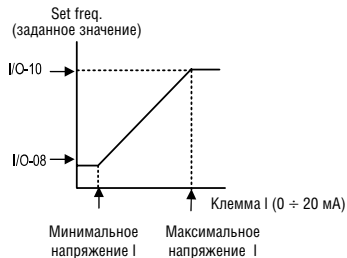 Set freq.
(заданное значение)
I/O-10
I/O-08
Клемма I (0 ÷ 20 мА)
Минимальное
напряжение I
Максимальное
напряжение I